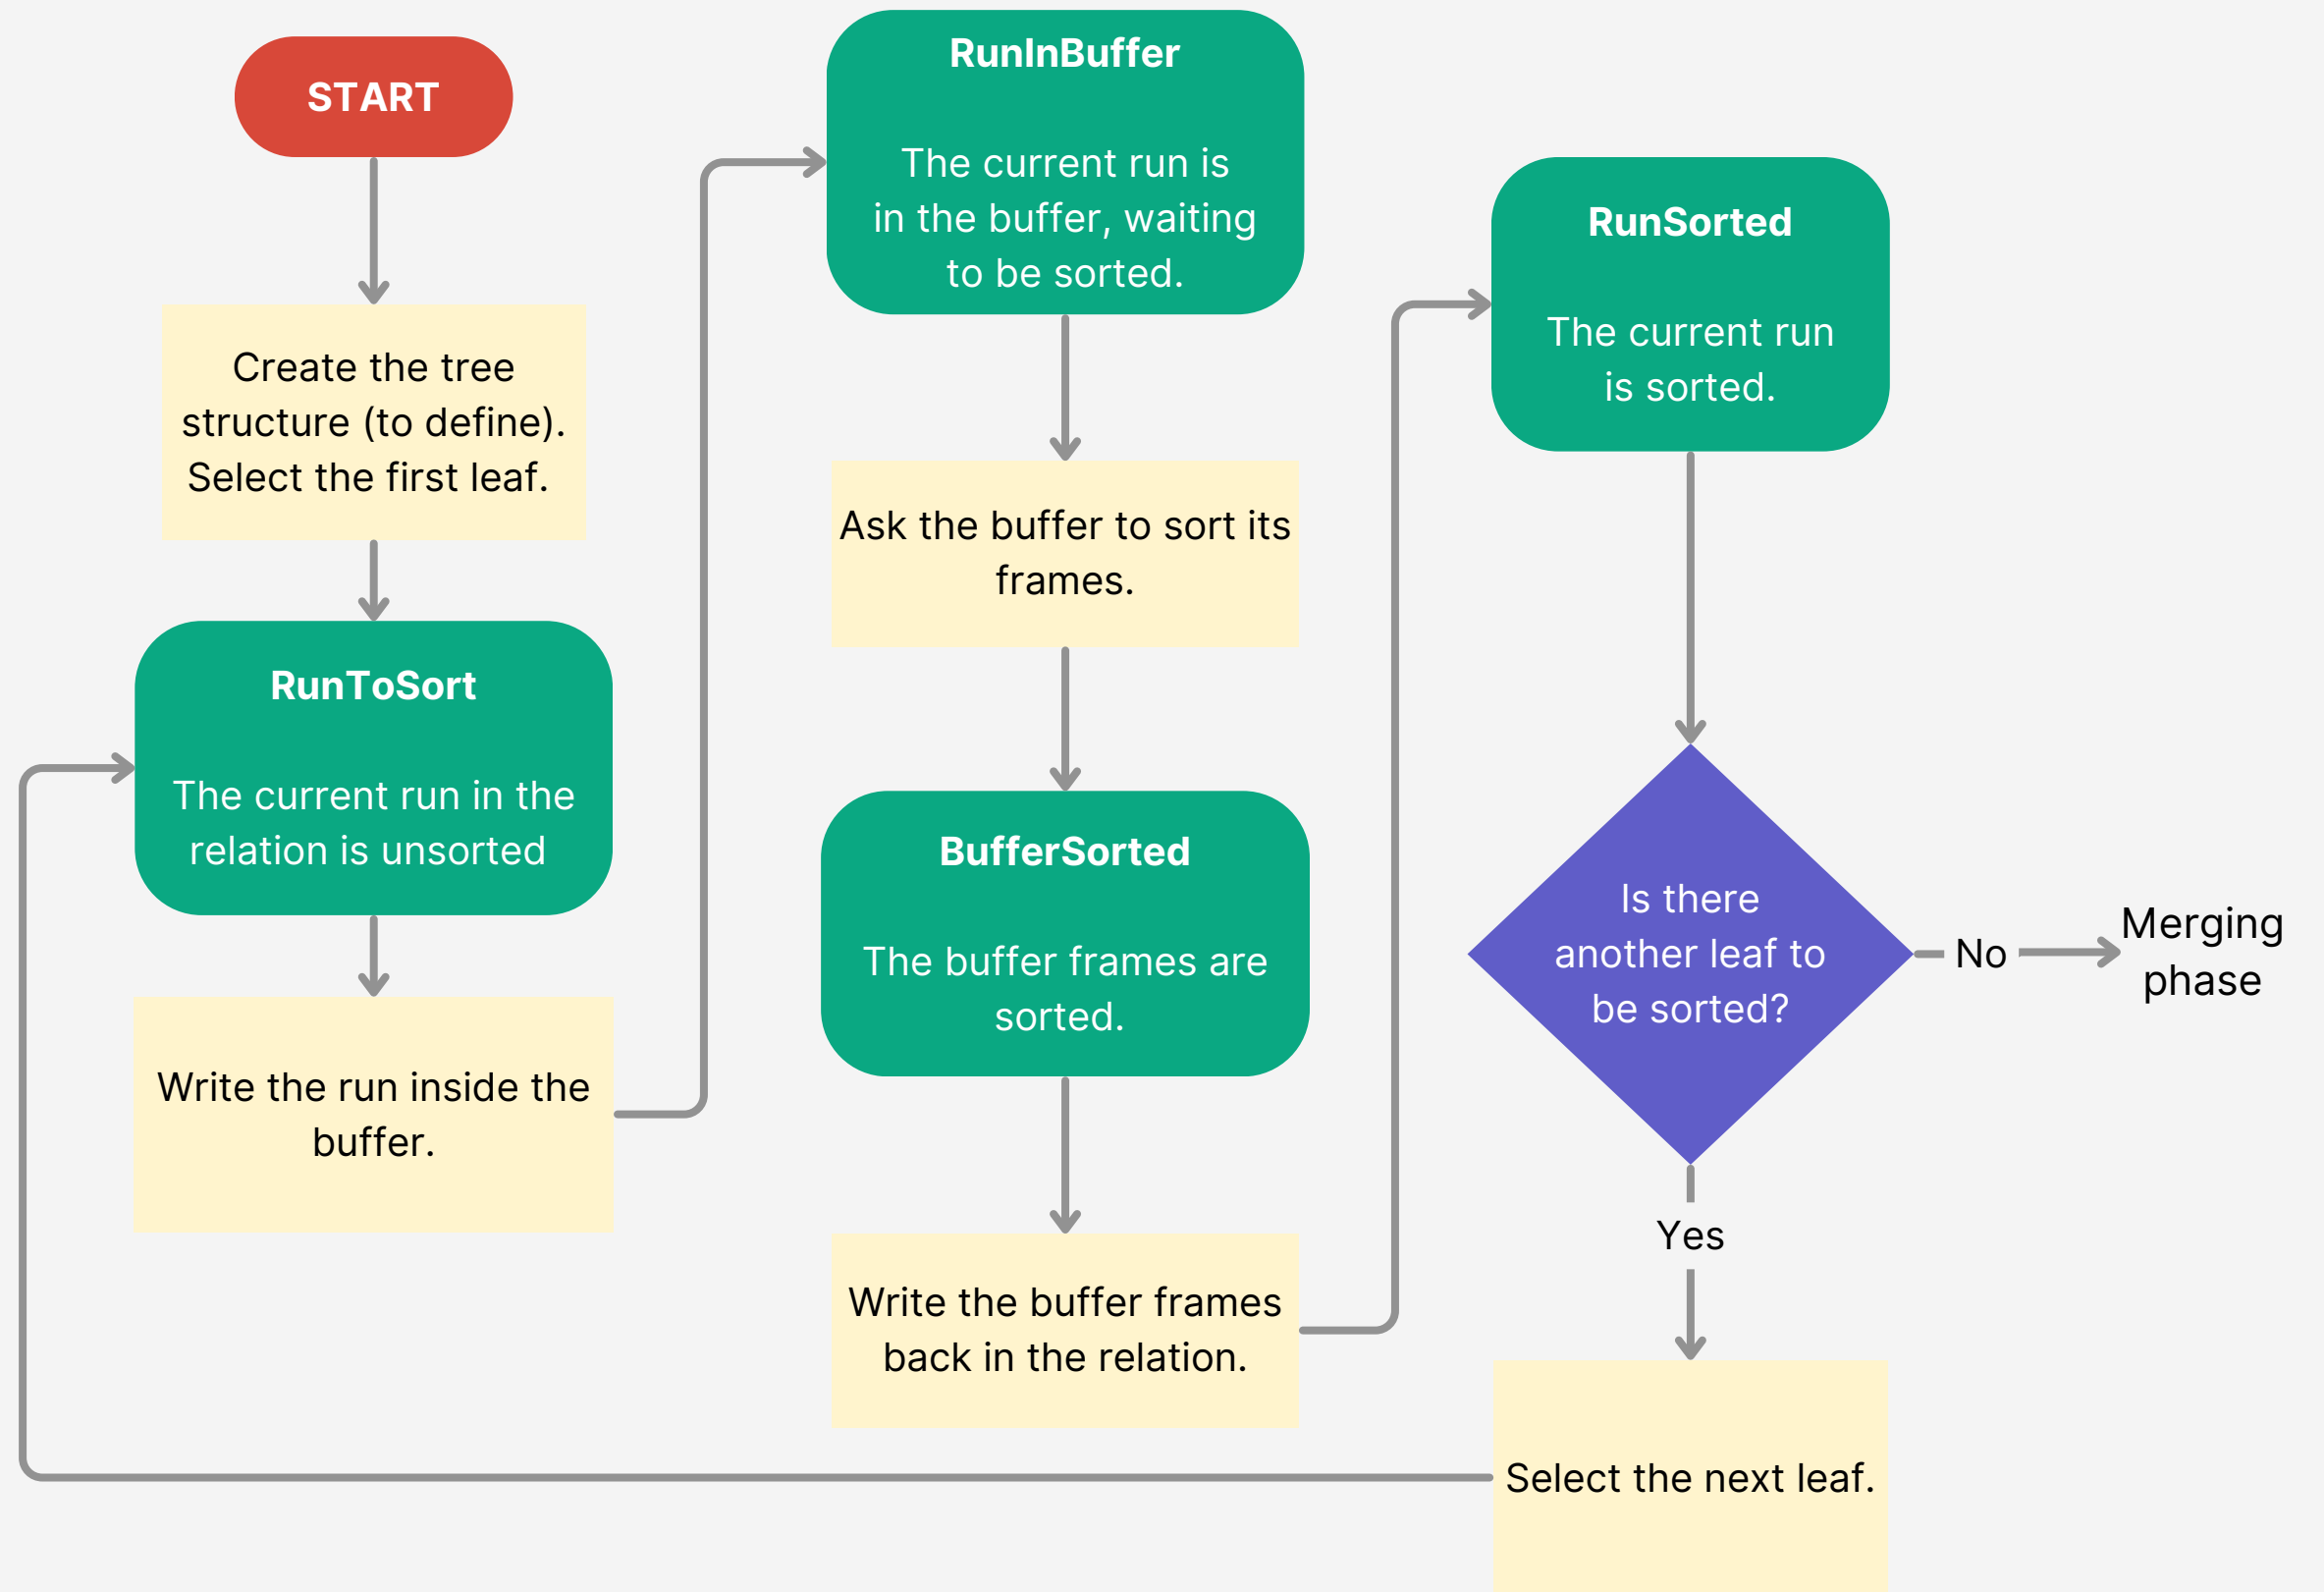 START
Create the tree
structure (to define).
Select the first leaf.
RunToSort
The current run in the
relation is unsorted
Write the run inside the
buffer.
RunInBuffer
The current run is
in the buffer, waiting
to be sorted.
Ask the buffer to sort its
frames.
BufferSorted
The buffer frames are
sorted.
Write the buffer frames
back in the relation.
RunSorted
The current run
is sorted.
Is there
another leaf to
be sorted?
No
Merging
phase
Yes
Select the next leaf.